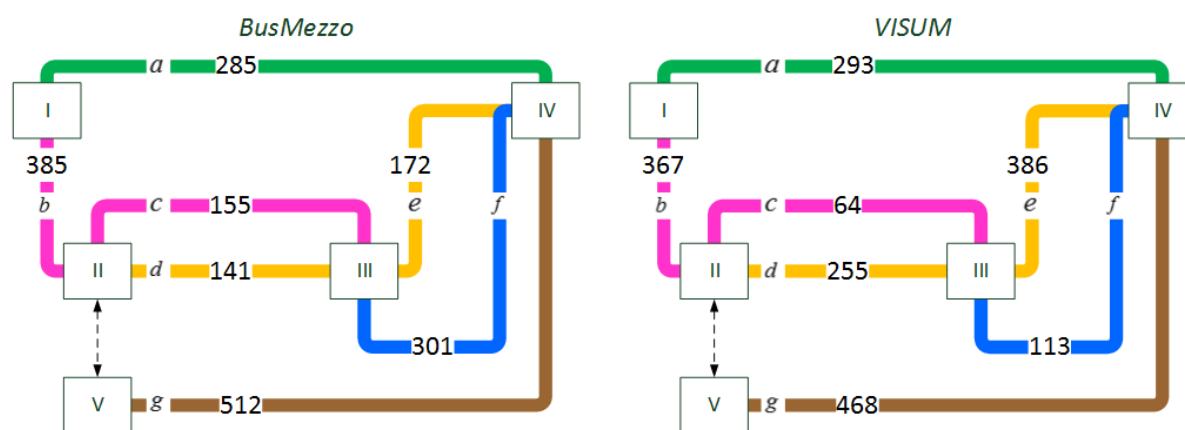 BusMezzo
a 285
I IV
385 172
b c 155 e f
II d 141 III
301
V g 512
VISUM
a 293
I IV
367 386
b c 64 e f
II d 255 III
113
V g 468